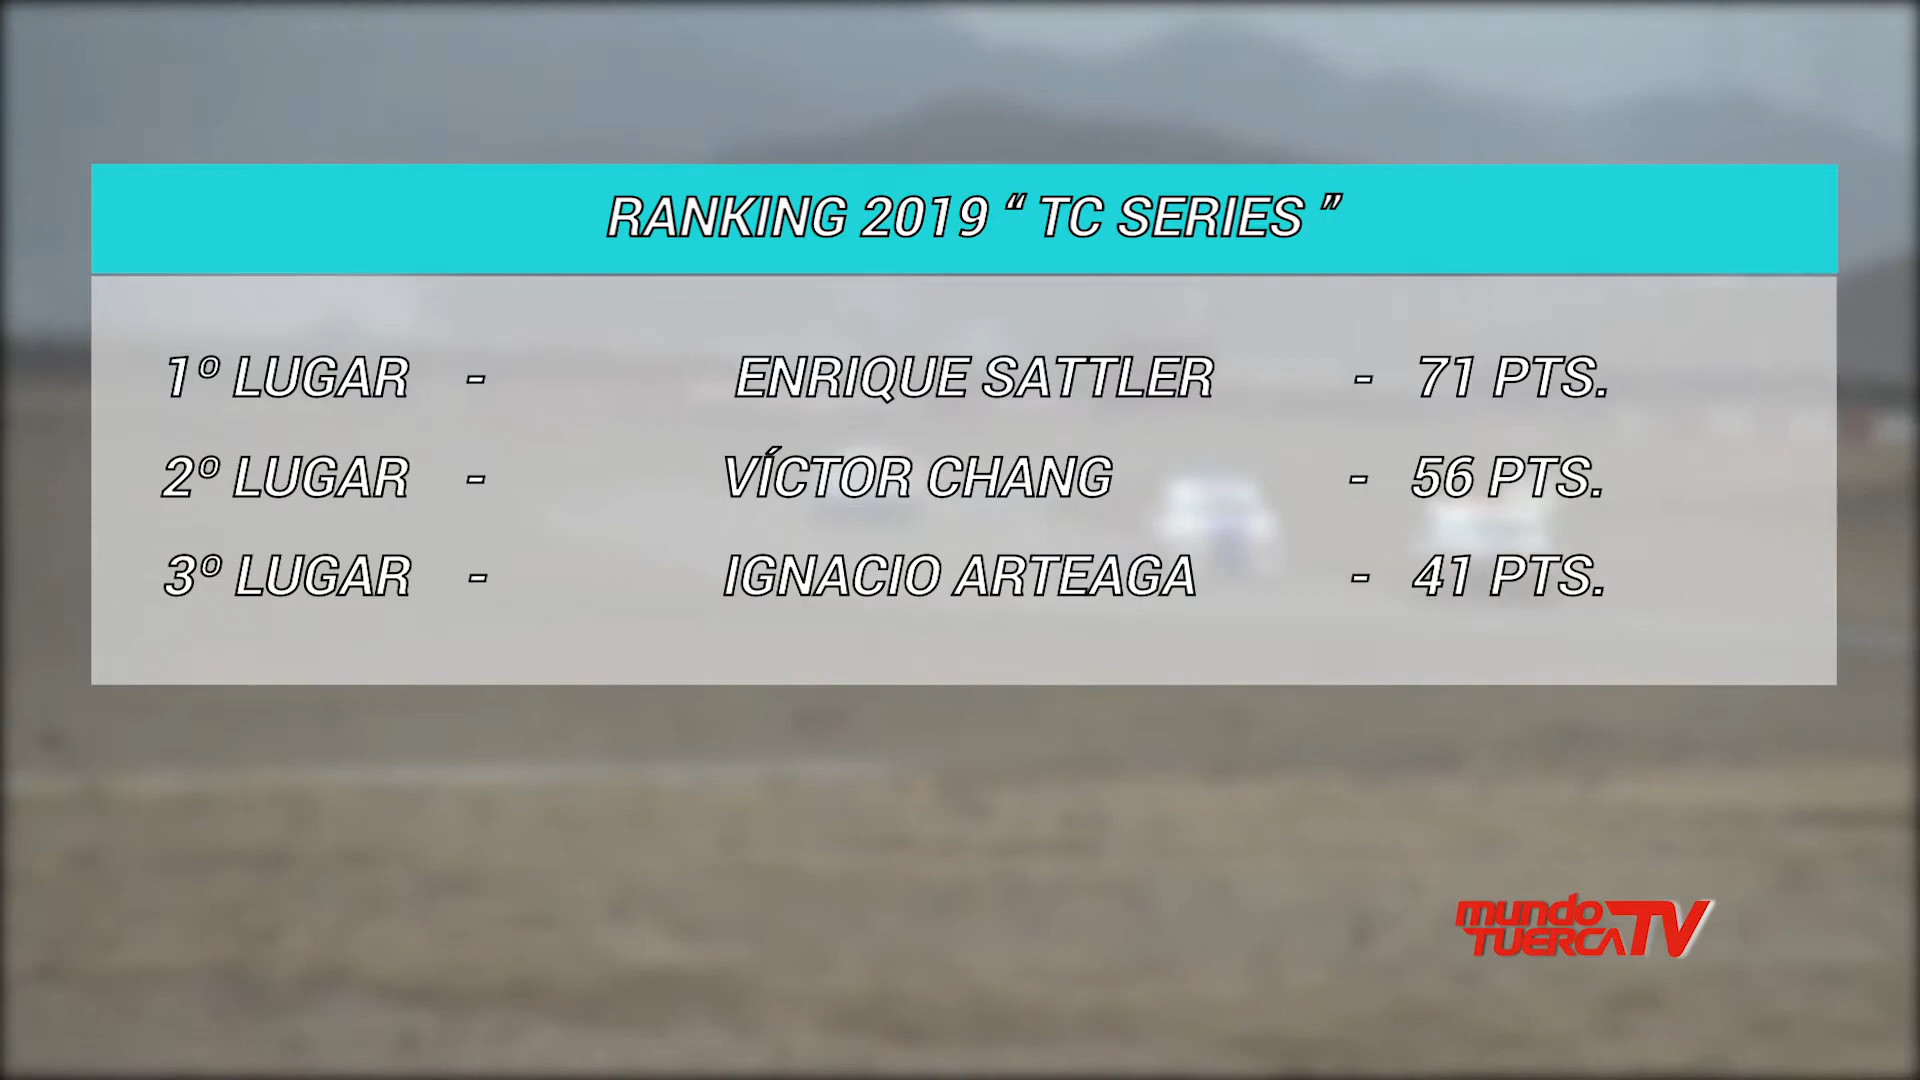 RANKING 2019 “ TC SERIES ”
1º LUGAR - ENRIQUE SATTLER - 71 PTS.
2º LUGAR - VÍCTOR CHANG - 56 PTS.
3º LUGAR - IGNACIO ARTEAGA - 41 PTS.
mundo TUERCA TV